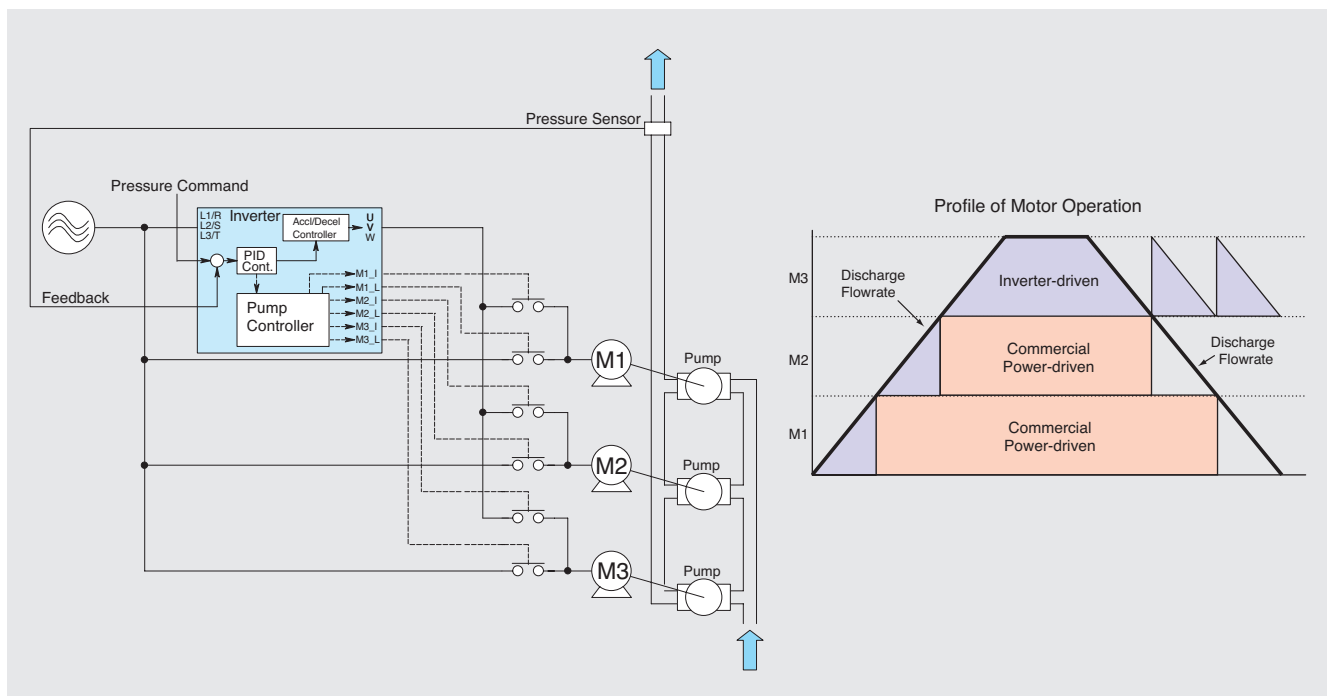 Pressure Sensor
Pressure Command
L1/R
L2/S
L3/T
Inverter
Accl/Decel
Controller
U
V
W
PID
Cont.
Feedback
Pump
Controller
M1_I
M1_L
M2_I
M2_L
M3_I
M3_L
M1
Pump
M2
Pump
M3
Pump
Profile of Motor Operation
M3
M2
M1
Discharge
Flowrate
Inverter-driven
Commercial
Power-driven
Discharge
Flowrate
Commercial
Power-driven